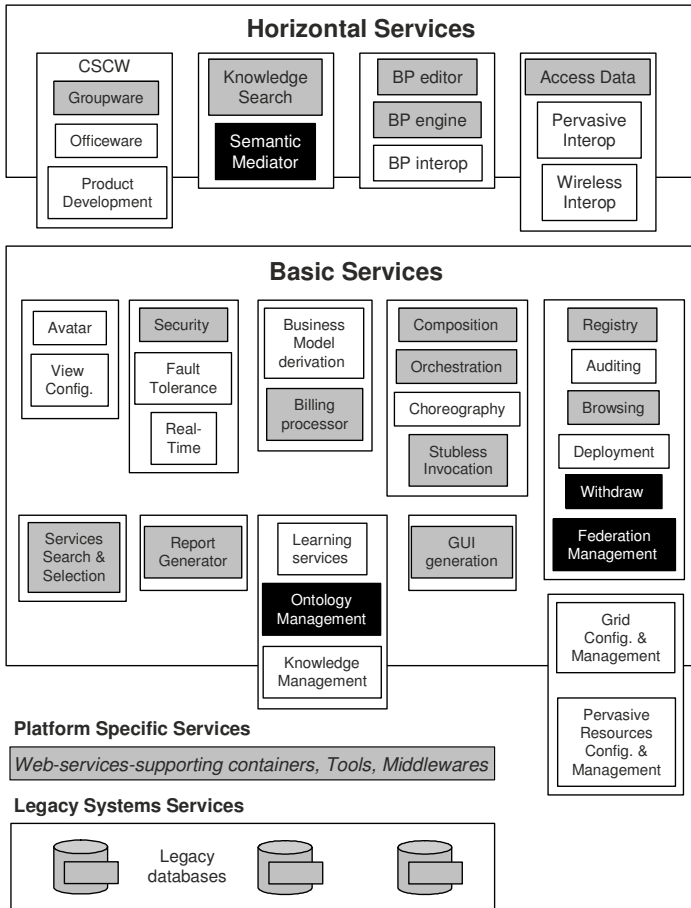 Horizontal Services
CSCW
Groupware
Officeware
Product
Development
Knowledge
Search
Semantic
Mediator
BP editor
BP engine
BP interop
Access Data
Pervasive
Interop
Wireless
Interop
Basic Services
Avatar
View
Config.
Security
Fault
Tolerance
Real-
Time
Business
Model
derivation
Billing
processor
Composition
Orchestration
Choreography
Stubless
Invocation
Registry
Auditing
Browsing
Deployment
Withdraw
Federation
Management
Services
Search &
Selection
Report
Generator
Learning
services
Ontology
Management
Knowledge
Management
GUI
generation
Grid
Config. &
Management
Pervasive
Resources
Config. &
Management
Platform Specific Services
Web-services-supporting containers, Tools, Middlewares
Legacy Systems Services
Legacy
databases